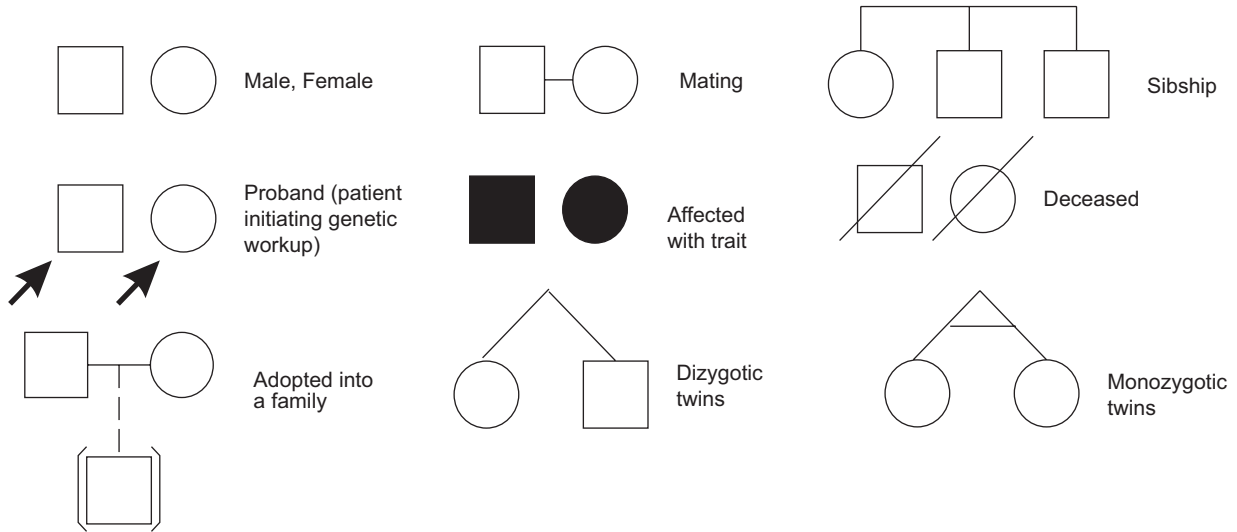 Male, Female
Mating
Sibship
Proband (patient
initiating genetic
workup)
Affected
with trait
Deceased
Adopted into
a family
Dizygotic
twins
Monozygotic
twins